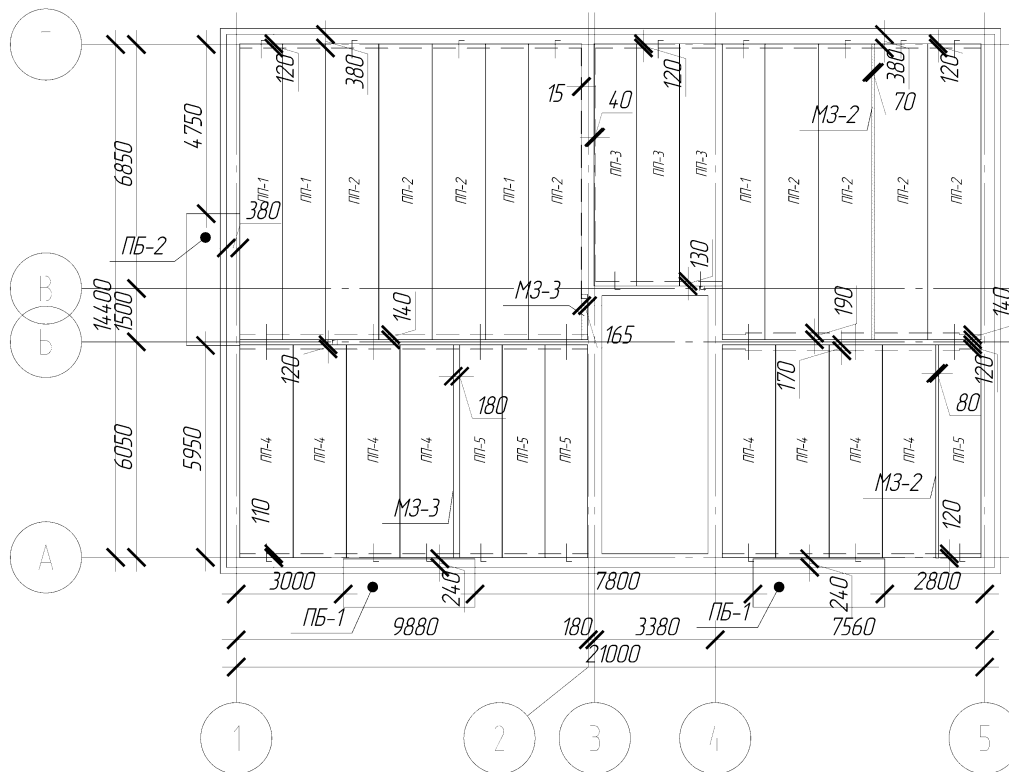 Г
120
380
15
40
120
380
120
70
4750
МЗ-2
6850
ПП-1
ПП-1
ПП-2
ПП-2
ПП-2
ПП-1
ПП-2
ПП-3
ПП-3
ПП-3
ПП-1
ПП-2
ПП-2
ПП-2
ПП-2
380
ПБ-2
130
В
МЗ-3
14400
1500
140
190
140
165
Б
120
170
120
180
80
6050
5950
ПП-4
ПП-4
ПП-4
ПП-4
ПП-5
ПП-5
ПП-5
ПП-4
ПП-4
ПП-4
ПП-4
ПП-5
МЗ-3
МЗ-2
110
120
А
3000
240
7800
240
2800
ПБ-1
ПБ-1
9880
180
3380
7560
21000
1
2
3
4
5